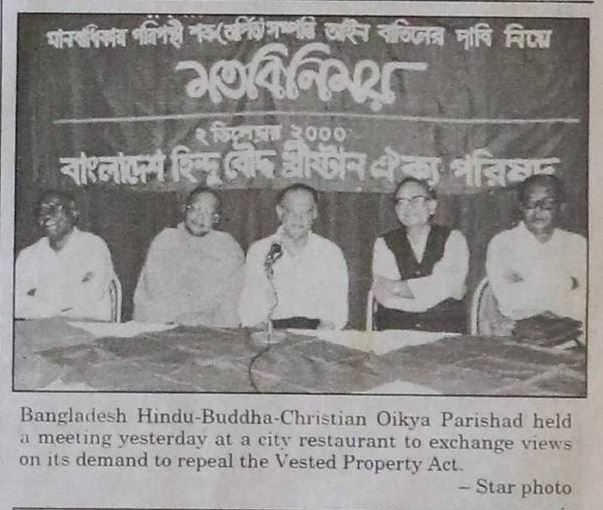 মানবাধিকার পরিপন্থী শত্রু (অর্পিত) সম্পত্তি আইন বাতিলের দাবি নিয়ে
মতবিনিময়
২ ডিসেম্বর ২০০০
বাংলাদেশ হিন্দু বৌদ্ধ খ্রীস্টান ঐক্য পরিষদ
Bangladesh Hindu-Buddha-Christian Oikya Parishad held
a meeting yesterday at a city restaurant to exchange views
on its demand to repeal the Vested Property Act.
– Star photo